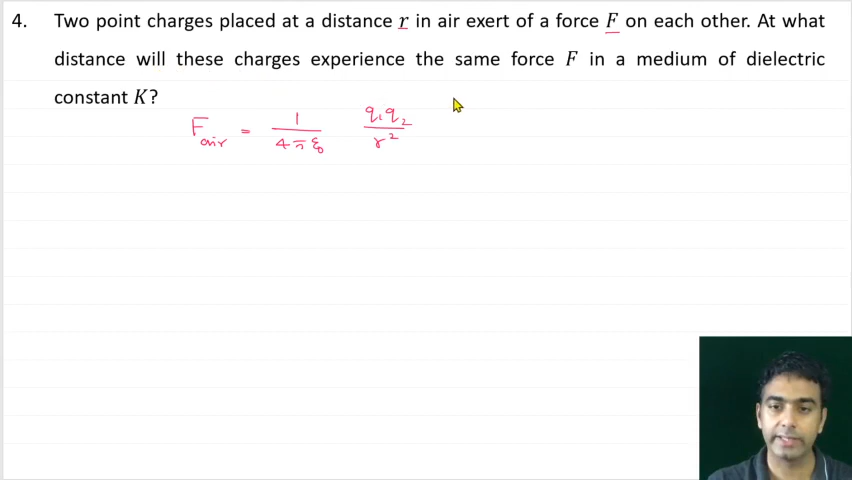 4. Two point charges placed at a distance r in air exert of a force F on each other. At what
distance will these charges experience the same force F in a medium of dielectric
constant K?
F_air = 1/(4πε₀) q₁q₂/r²